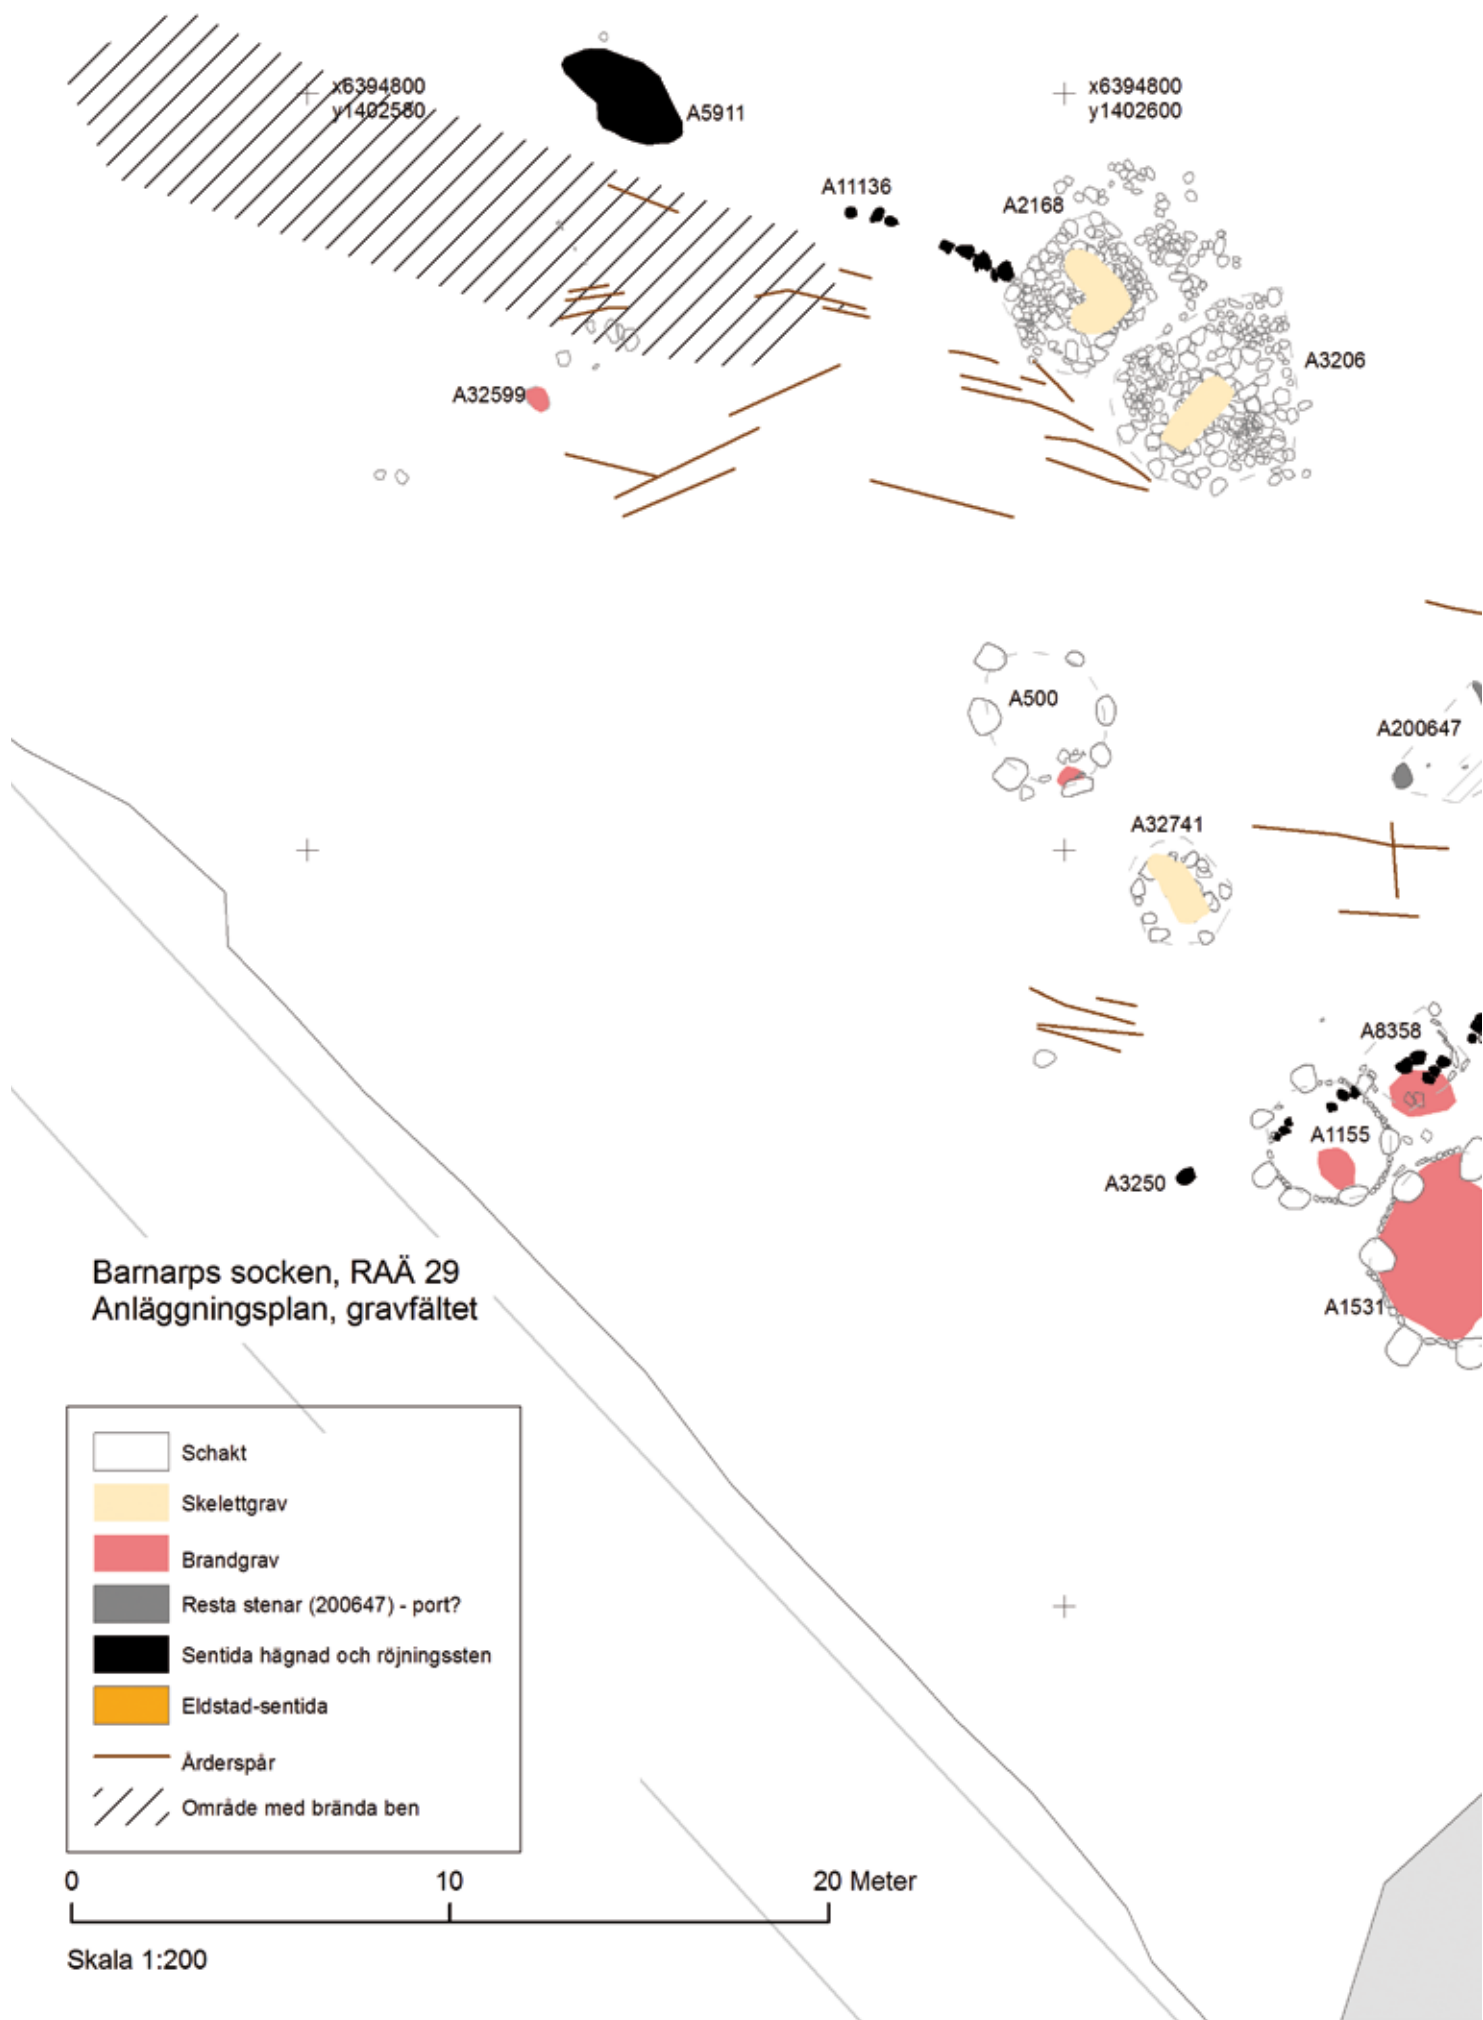 x6394800
y1402580
x6394800
y1402600
A5911
A11136
A2168
A3206
A32599
A500
A200647
A32741
A8358
A1155
A3250
A1531
Barnarps socken, RAÄ 29
Anläggningsplan, gravfältet
Schakt
Skelettgrav
Brandgrav
Resta stenar (200647) - port?
Sentida hägnad och röjningssten
Eldstad-sentida
Årderspår
Område med brända ben
0 10 20 Meter
Skala 1:200